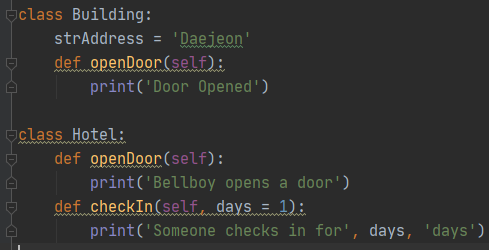 class Building:
    strAddress = 'Daejeon'
    def openDoor(self):
        print('Door Opened')
class Hotel:
    def openDoor(self):
        print('Bellboy opens a door')
    def checkIn(self, days = 1):
        print('Someone checks in for', days, 'days')